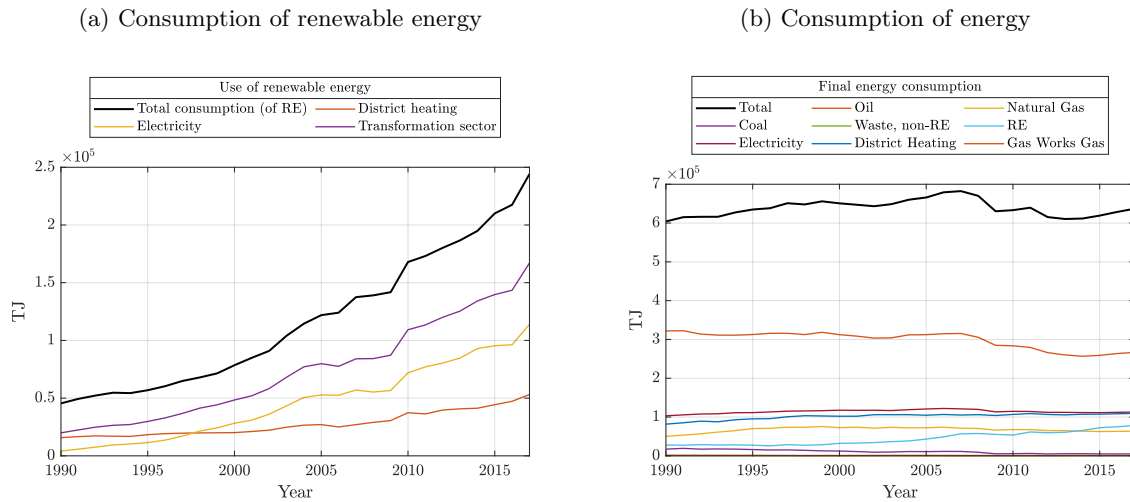 (a) Consumption of renewable energy
Use of renewable energy
Total consumption (of RE) District heating
Electricity Transformation sector
×10^5
2.5
2
1.5
1
0.5
0
TJ
1990 1995 2000 2005 2010 2015
Year
(b) Consumption of energy
Final energy consumption
Total Oil Natural Gas
Coal Waste, non-RE RE
Electricity District Heating Gas Works Gas
×10^5
7
6
5
4
3
2
1
0
TJ
1990 1995 2000 2005 2010 2015
Year